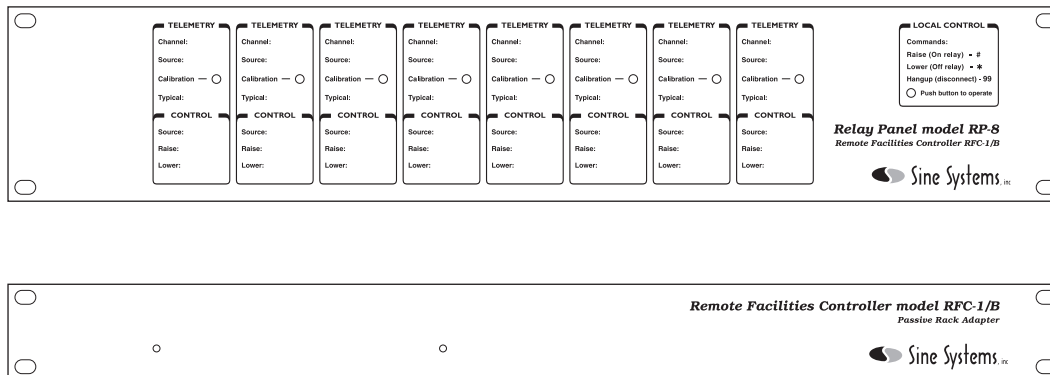 TELEMETRY TELEMETRY TELEMETRY TELEMETRY TELEMETRY TELEMETRY TELEMETRY TELEMETRY
Channel: Channel: Channel: Channel: Channel: Channel: Channel: Channel:
Source: Source: Source: Source: Source: Source: Source: Source:
Calibration — Calibration — Calibration — Calibration — Calibration — Calibration — Calibration — Calibration —
Typical: Typical: Typical: Typical: Typical: Typical: Typical: Typical:
CONTROL CONTROL CONTROL CONTROL CONTROL CONTROL CONTROL CONTROL
Source: Source: Source: Source: Source: Source: Source: Source:
Raise: Raise: Raise: Raise: Raise: Raise: Raise: Raise:
Lower: Lower: Lower: Lower: Lower: Lower: Lower: Lower:
LOCAL CONTROL
Commands:
Raise (On relay) - #
Lower (Off relay) - *
Hangup (disconnect) - 99
Push button to operate
Relay Panel model RP-8
Remote Facilities Controller RFC-1/B
Sine Systems, inc
Remote Facilities Controller model RFC-1/B
Passive Rack Adapter
Sine Systems, inc